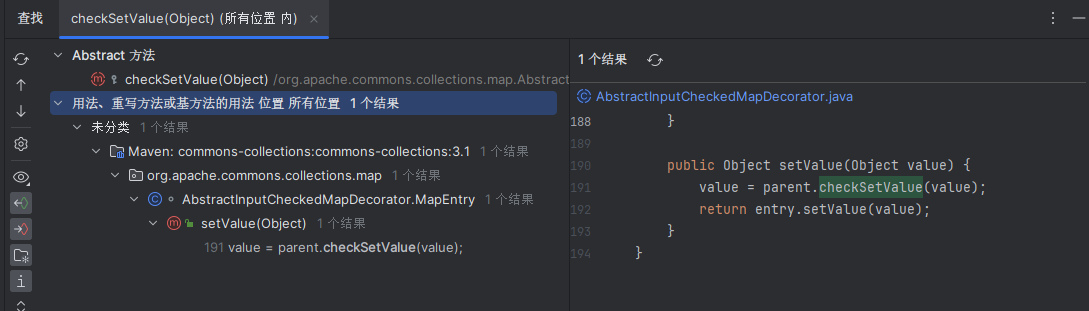 查找
checkSetValue(Object) (所有位置 内)
Abstract 方法
checkSetValue(Object) /org.apache.commons.collections.map.Abstract
用法、重写方法或基方法的用法 位置 所有位置 1 个结果
未分类 1 个结果
Maven: commons-collections:commons-collections:3.1 1 个结果
org.apache.commons.collections.map 1 个结果
AbstractInputCheckedMapDecorator.MapEntry 1 个结果
setValue(Object) 1 个结果
191 value = parent.checkSetValue(value);
1 个结果
AbstractInputCheckedMapDecorator.java
188 }
189
190 public Object setValue(Object value) {
191 value = parent.checkSetValue(value);
192 return entry.setValue(value);
193 }
194 }